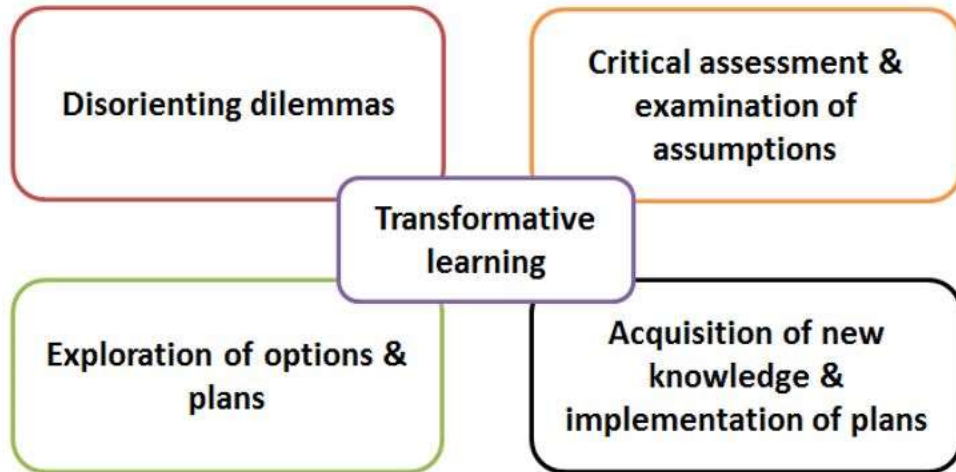 Disorienting dilemmas
Critical assessment &
examination of
assumptions
Transformative
learning
Exploration of options &
plans
Acquisition of new
knowledge &
implementation of plans